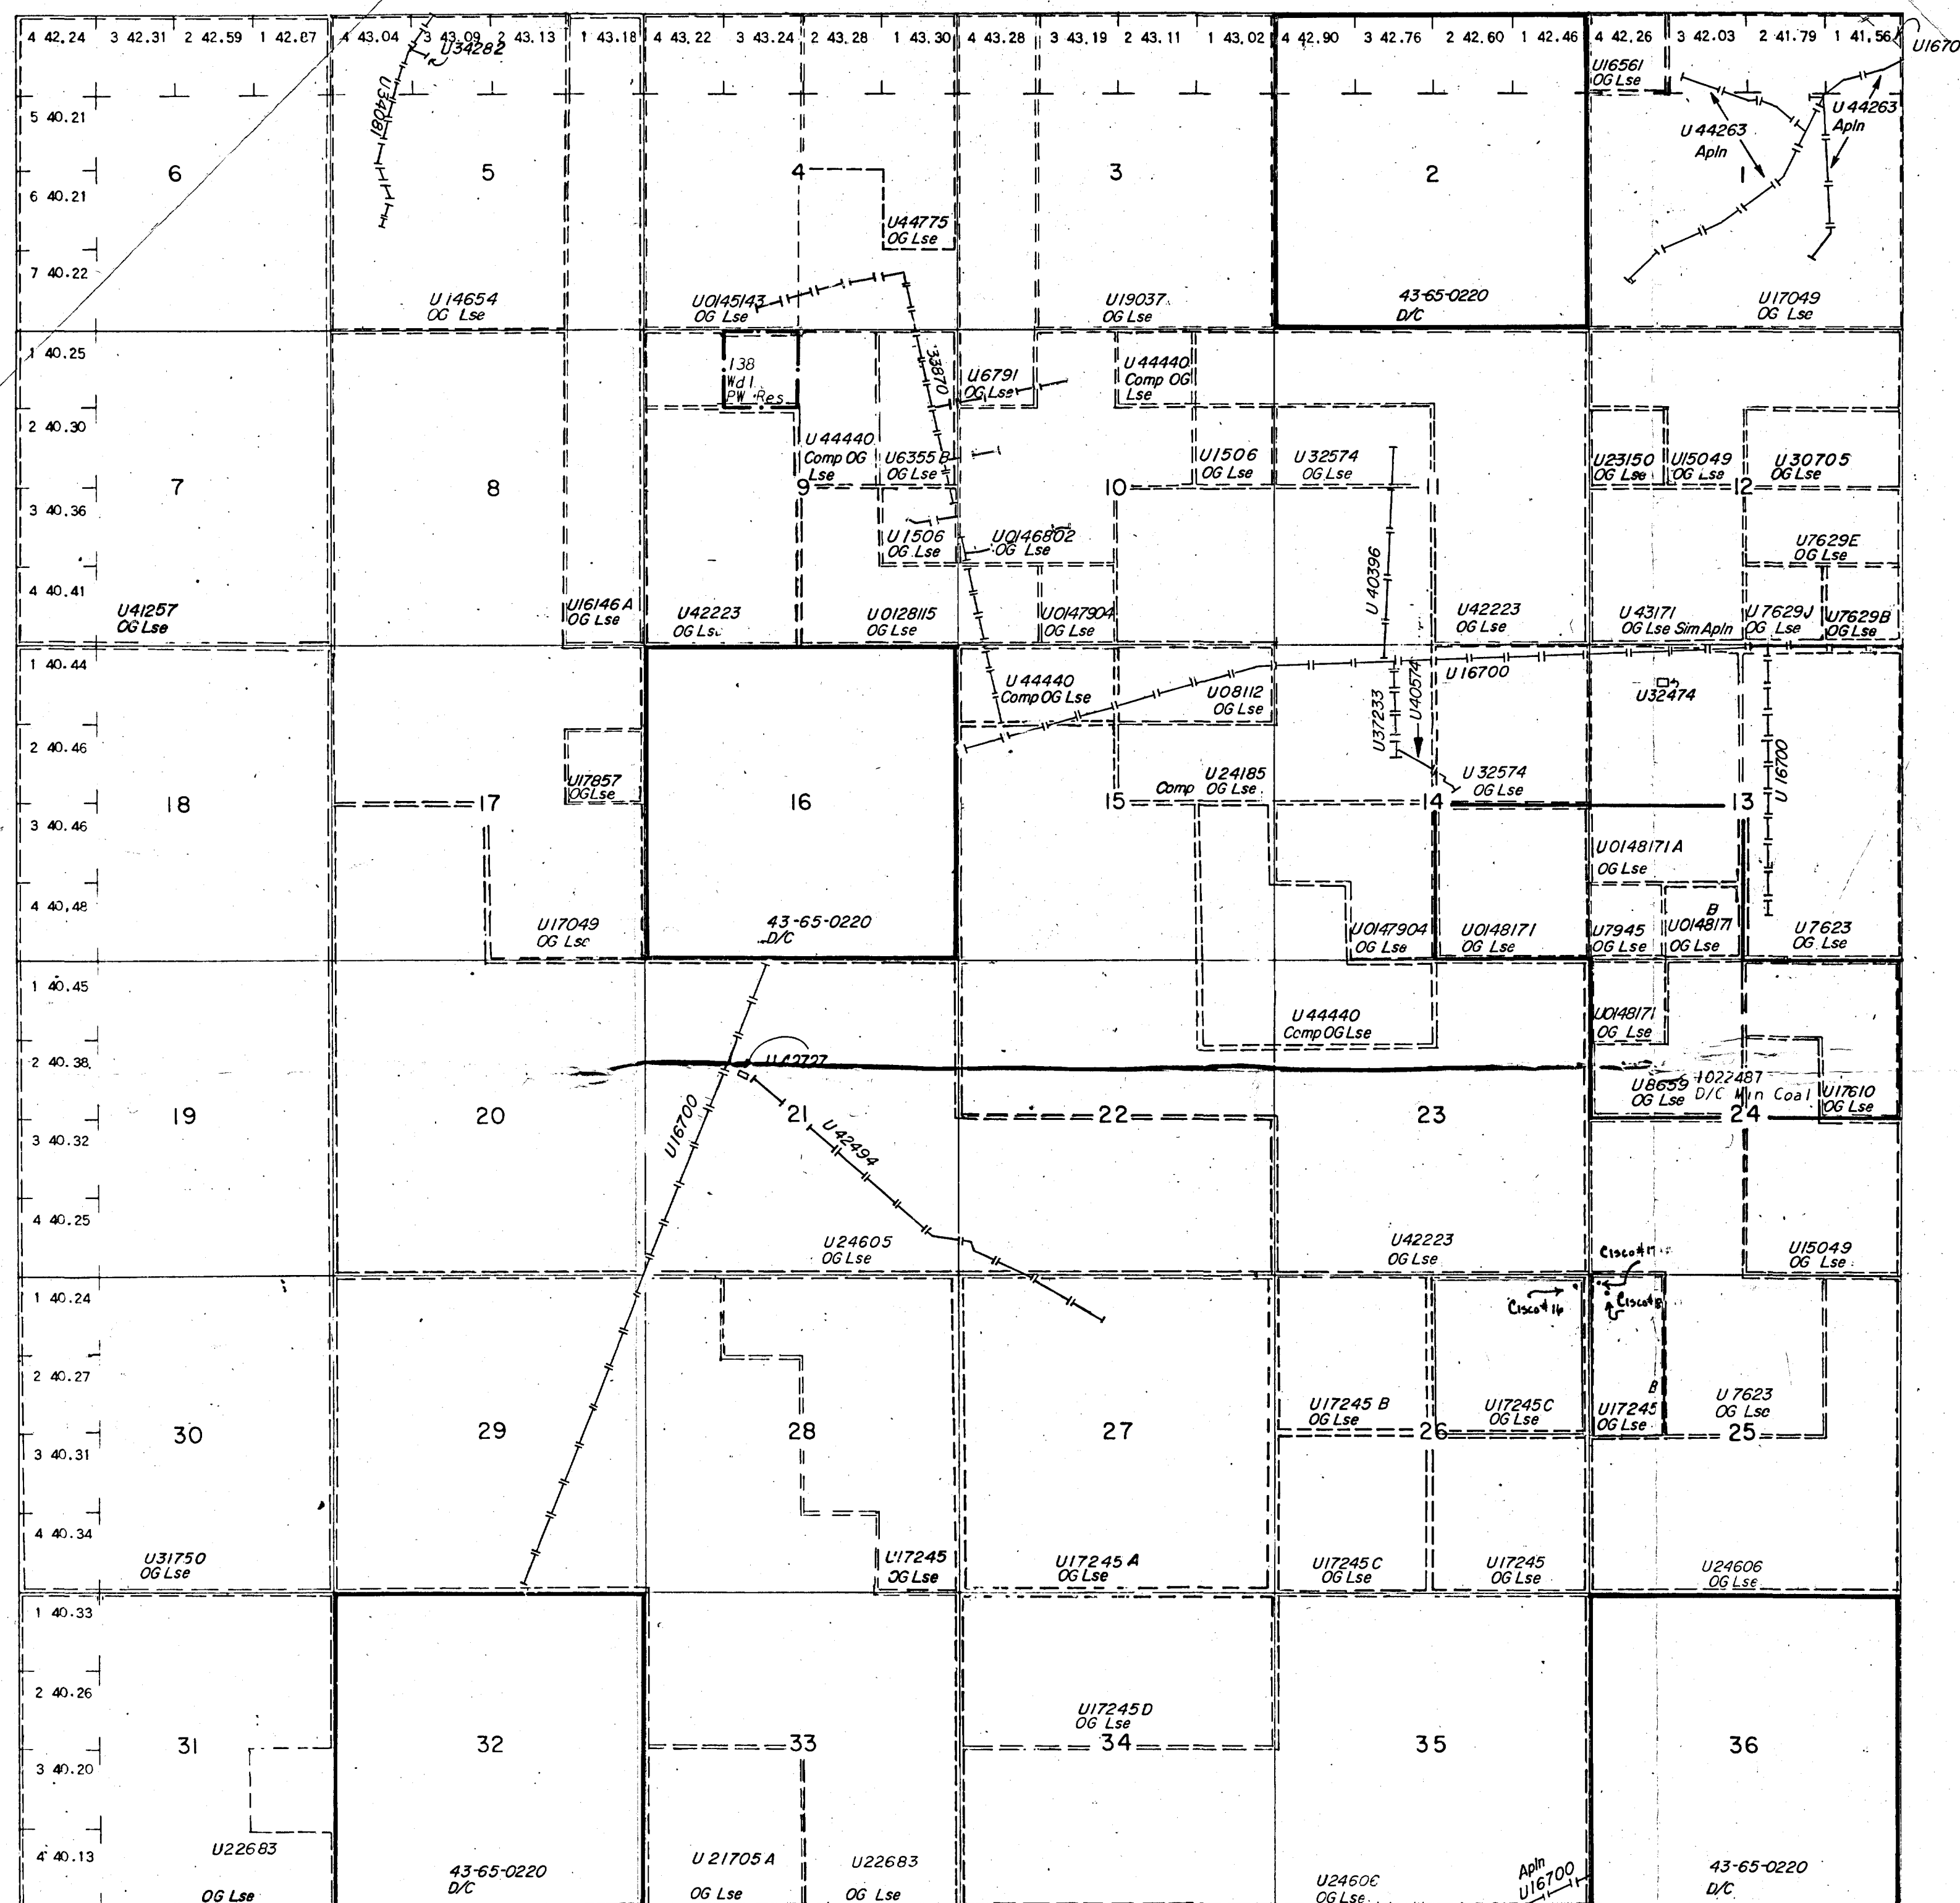 4 42.24 3 42.31 2 42.59 1 42.87 4 43.04 3 43.09 2 43.13 1 43.18 4 43.22 3 43.24 2 43.28 1 43.30 4 43.28 3 43.19 2 43.11 1 43.02 4 42.90 3 42.76 2 42.60 1 42.46 4 42.26 3 42.03 2 41.79 1 41.56
U1670
U34282
U34081
U16561
OG Lse
U44263
Apln
U44263
Apln
5 40.21
6 5 4 3 2 1
6 40.21
U44775
OG Lse
7 40.22
U14654
OG Lse
U0145143
OG Lse
U19037
OG Lse
43-65-0220
D/C
U17049
OG Lse
1 40.25
138
Wdl
PW Res
33870
U6791
OG Lse
U44440
Comp OG
Lse
2 40.30
U44440
Comp OG
Lse
U6355 B
OG Lse
U1506
OG Lse
U32574
OG Lse
U23150
OG Lse
U15049
OG Lse
U30705
OG Lse
7 8 9 10 11 12
3 40.36
U1506
OG Lse
U0146802
OG Lse
U40396
U7629E
OG Lse
4 40.41
U41257
OG Lse
U16146A
OG Lse
U42223
OG Lse
U0128115
OG Lse
U0147904
OG Lse
U42223
OG Lse
U43171
OG Lse Sim Apln
U7629J
OG Lse
U7629B
OG Lse
1 40.44
U44440
Comp OG Lse
U08112
OG Lse
U16700
U32474
U37233
U40574
U16700
2 40.46
U17857
OG Lse
U24185
Comp OG Lse
U32574
OG Lse
18 17 16 15 14 13
3 40.46
U0148171A
OG Lse
4 40.48
U17049
OG Lse
43-65-0220
D/C
U0147904
OG Lse
U0148171
OG Lse
U7945
OG Lse
B
U0148171
OG Lse
U7623
OG Lse
1 40.45
U44440
Comp OG Lse
U0148171
OG Lse
2 40.38
U16700
U8659
OG Lse
1022487
D/C Min Coal
U17610
OG Lse
19 20 21 22 23 24
3 40.32
U42494
4 40.25
U24605
OG Lse
U42223
OG Lse
U15049
OG Lse
Cisco#17
1 40.24
Cisco#16
Cisco#18
2 40.27
U17245 B
OG Lse
U17245C
OG Lse
B
U17245
OG Lse
U7623
OG Lse
30 29 28 27 26 25
3 40.31
4 40.34
U31750
OG Lse
U17245
OG Lse
U17245 A
OG Lse
U17245 C
OG Lse
U17245
OG Lse
U24606
OG Lse
1 40.33
2 40.26
U17245D
OG Lse
31 32 33 34 35 36
3 40.20
4 40.13
U22683
OG Lse
43-65-0220
D/C
U21705A
OG Lse
U22683
OG Lse
OG Lse
Apln
U16700
43-65-0220
D/C